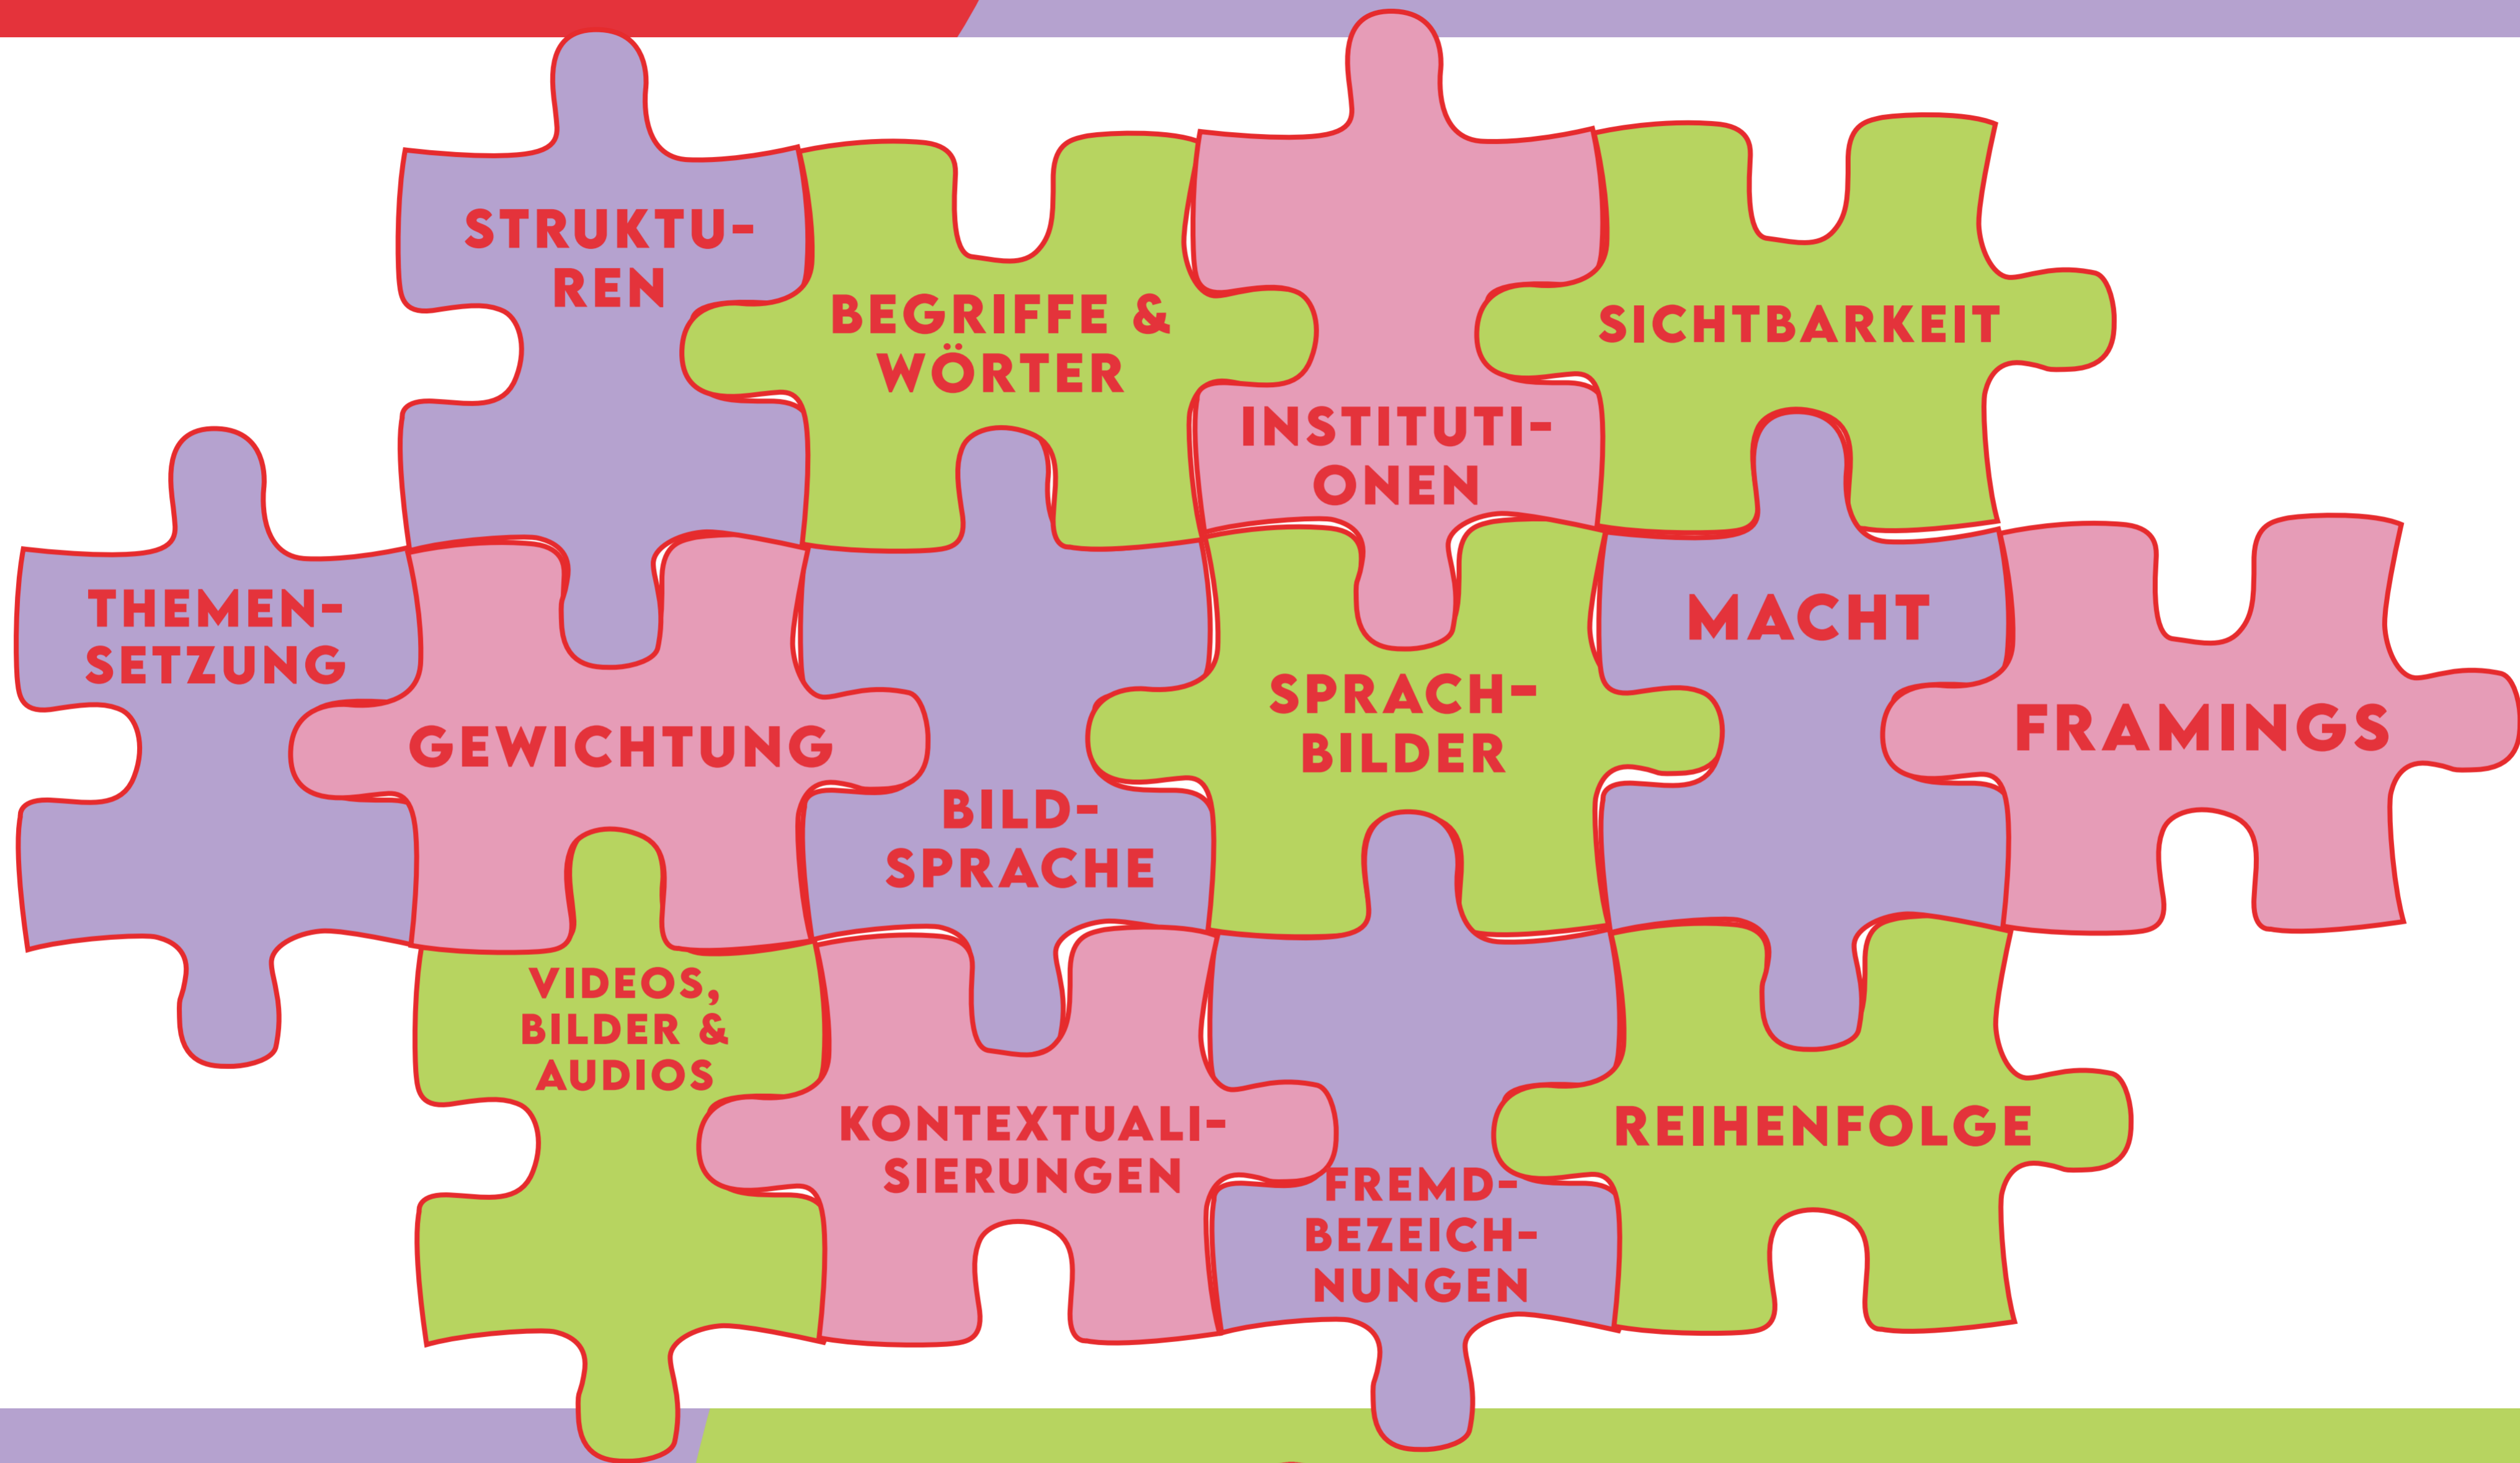 STRUKTU-
REN
BEGRIFFE &
WÖRTER
INSTITUTI-
ONEN
SICHTBARKEIT
THEMEN-
SETZUNG
GEWICHTUNG
BILD-
SPRACHE
SPRACH-
BILDER
MACHT
FRAMINGS
VIDEOS,
BILDER &
AUDIOS
KONTEXTUALI-
SIERUNGEN
FREMD-
BEZEICH-
NUNGEN
REIHENFOLGE